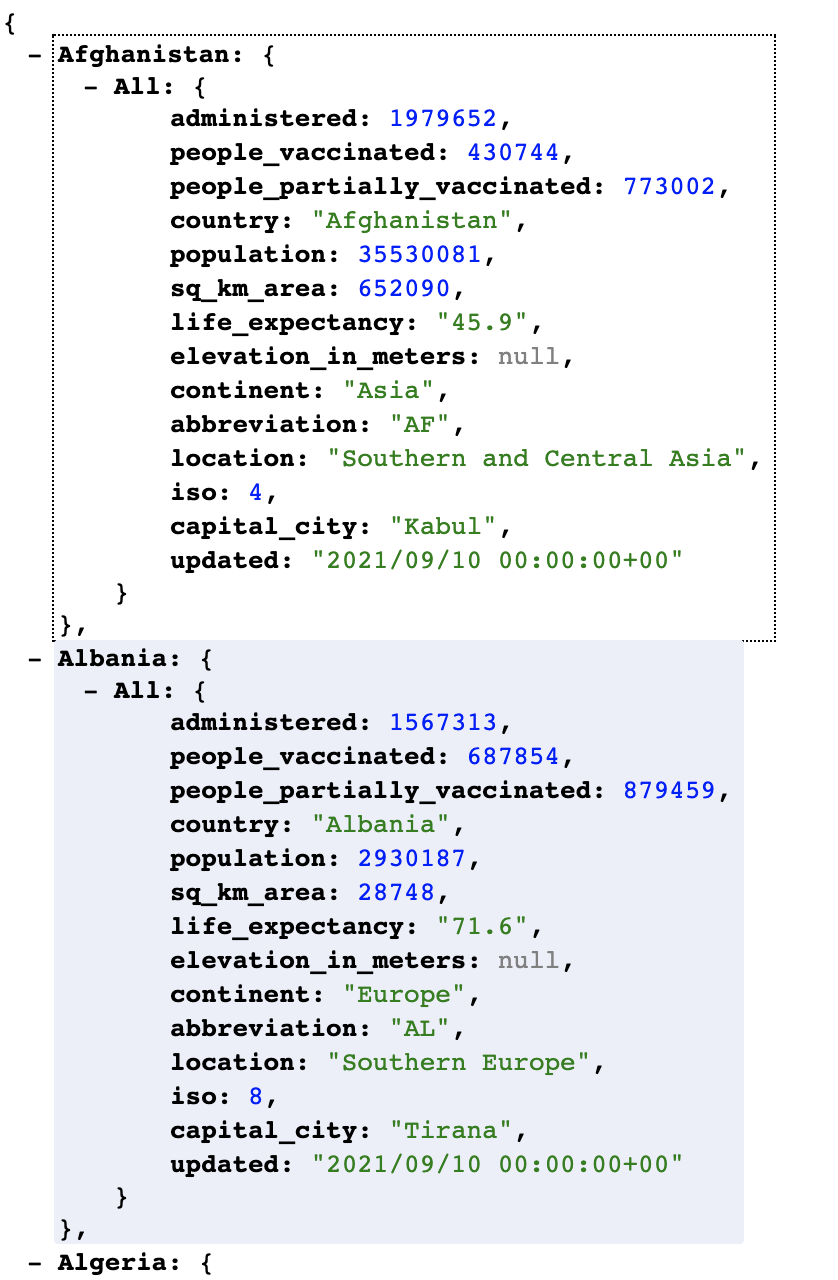 {
- Afghanistan: {
- All: {
administered: 1979652,
people_vaccinated: 430744,
people_partially_vaccinated: 773002,
country: "Afghanistan",
population: 35530081,
sq_km_area: 652090,
life_expectancy: "45.9",
elevation_in_meters: null,
continent: "Asia",
abbreviation: "AF",
location: "Southern and Central Asia",
iso: 4,
capital_city: "Kabul",
updated: "2021/09/10 00:00:00+00"
}
},
- Albania: {
- All: {
administered: 1567313,
people_vaccinated: 687854,
people_partially_vaccinated: 879459,
country: "Albania",
population: 2930187,
sq_km_area: 28748,
life_expectancy: "71.6",
elevation_in_meters: null,
continent: "Europe",
abbreviation: "AL",
location: "Southern Europe",
iso: 8,
capital_city: "Tirana",
updated: "2021/09/10 00:00:00+00"
}
},
- Algeria: {